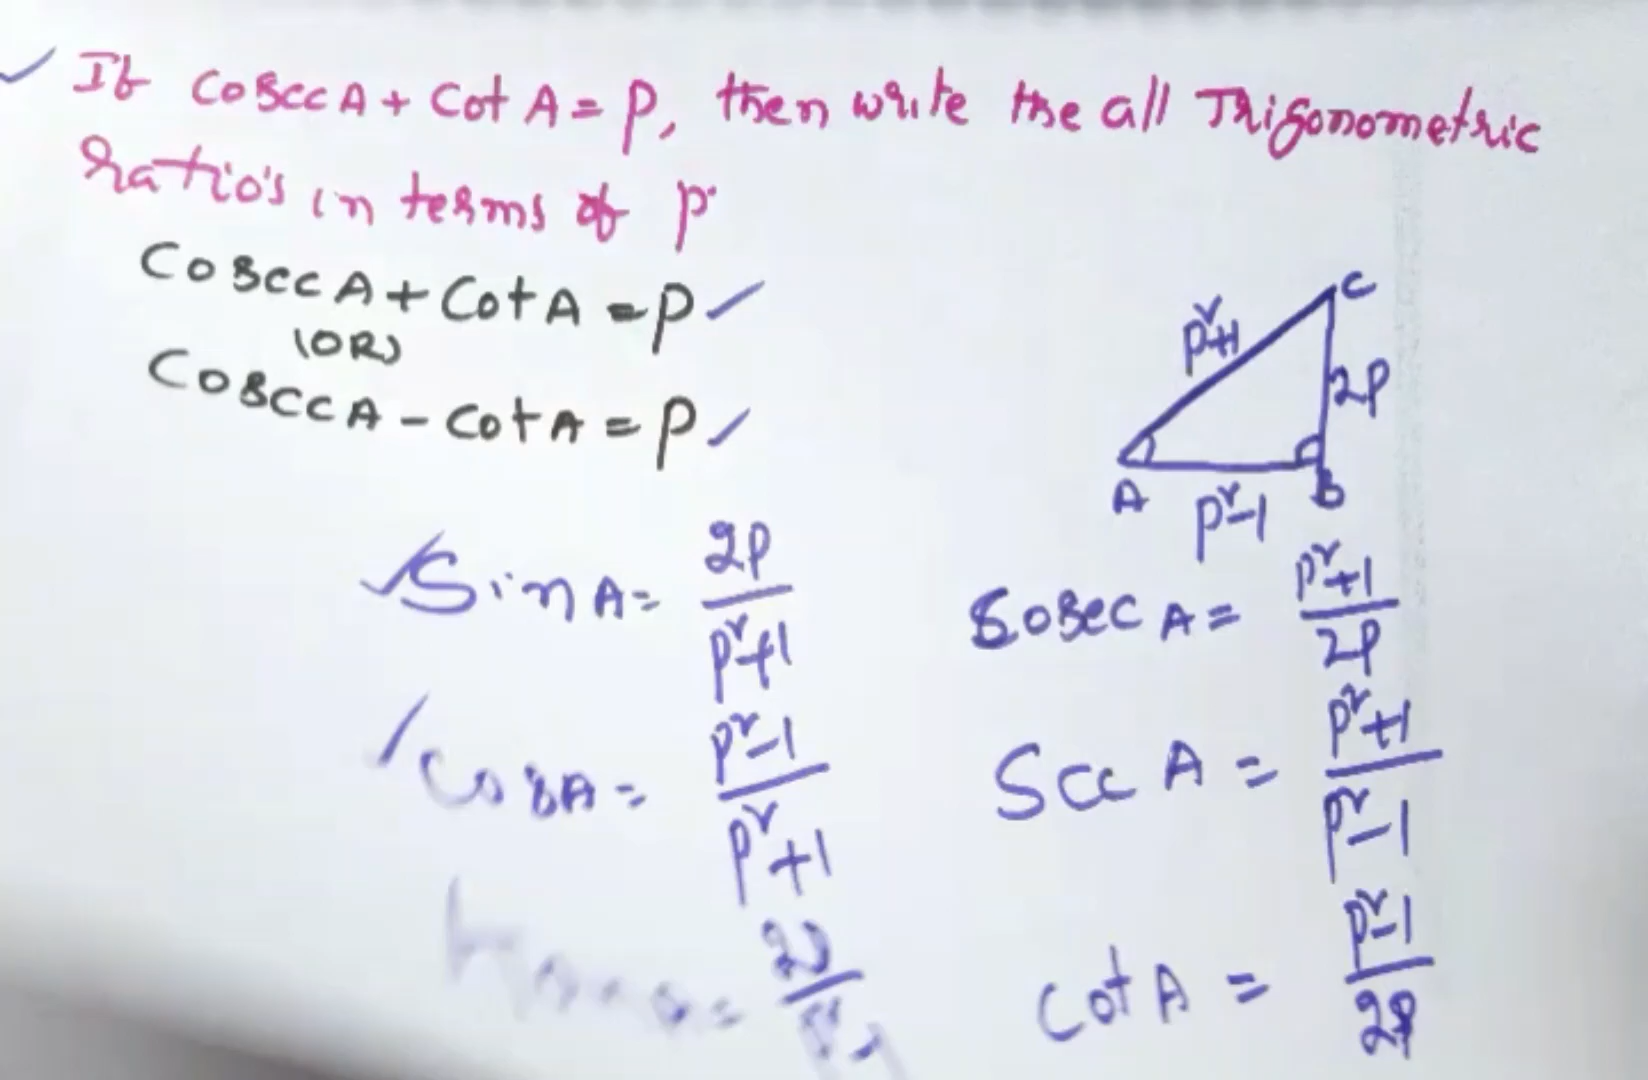 If CosecA + Cot A = P, then write the all Trigonometric
ratio's in terms of p
CosecA + CotA = P
(OR)
CosecA - CotA = P
C
p²+1
2P
A
B
p²-1
Sin A = 2P / p²+1
Cosec A = p²+1 / 2P
CosA = p²-1 / p²+1
Sec A = p²+1 / p²-1
Cot A = p²-1 / 2P